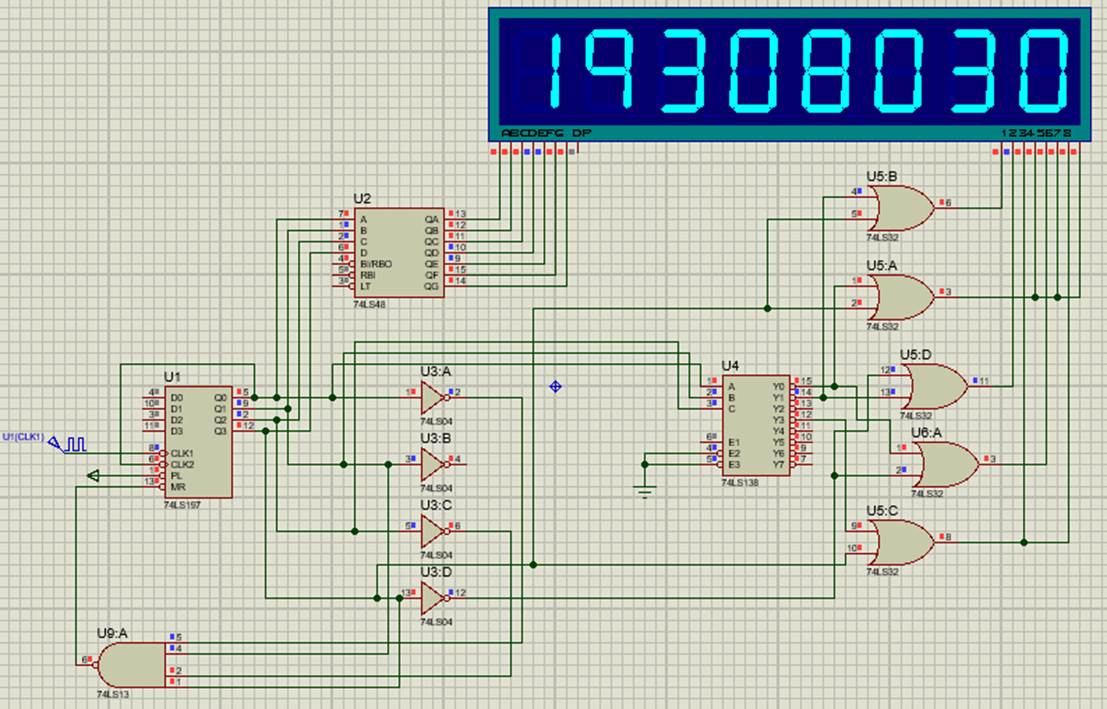 19308030
ABCDEFG DP
12345678
U2
7 A QA 13
1 B QB 12
2 C QC 11
6 D QD 10
4 BI/RBO QE 9
5 RBI QF 15
3 LT QG 14
74LS48
U5:B
4
5
6
74LS32
U5:A
1
2
3
74LS32
U5:D
12
13
11
74LS32
U6:A
1
2
3
74LS32
U5:C
9
10
8
74LS32
U4
1 A Y0 15
2 B Y1 14
3 C Y2 13
Y3 12
Y4 11
6 E1 Y5 10
4 E2 Y6 9
5 E3 Y7 7
74LS138
U3:A
1 2
74LS04
U3:B
3 4
74LS04
U3:C
5 6
74LS04
U3:D
13 12
74LS04
U1
4 D0 Q0 5
10 D1 Q1 9
3 D2 Q2 2
11 D3 Q3 12
8 CLK1
6 CLK2
1 PL
13 MR
74LS197
U1(CLK1)
U9:A
5
4
6
2
1
74LS13